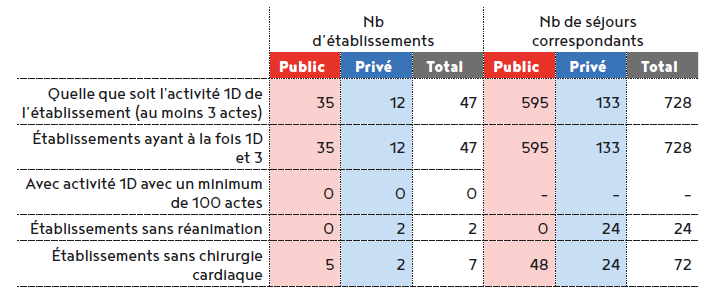 Nb Nb de séjours
d'établissements correspondants
Public Privé Total Public Privé Total
Quelle que soit l'activité 1D de
l'établissement (au moins 3 actes) 35 12 47 595 133 728
Établissements ayant à la fois 1D
et 3 35 12 47 595 133 728
Avec activité 1D avec un minimum
de 100 actes 0 0 0 – – –
Établissements sans réanimation 0 2 2 0 24 24
Établissements sans chirurgie
cardiaque 5 2 7 48 24 72